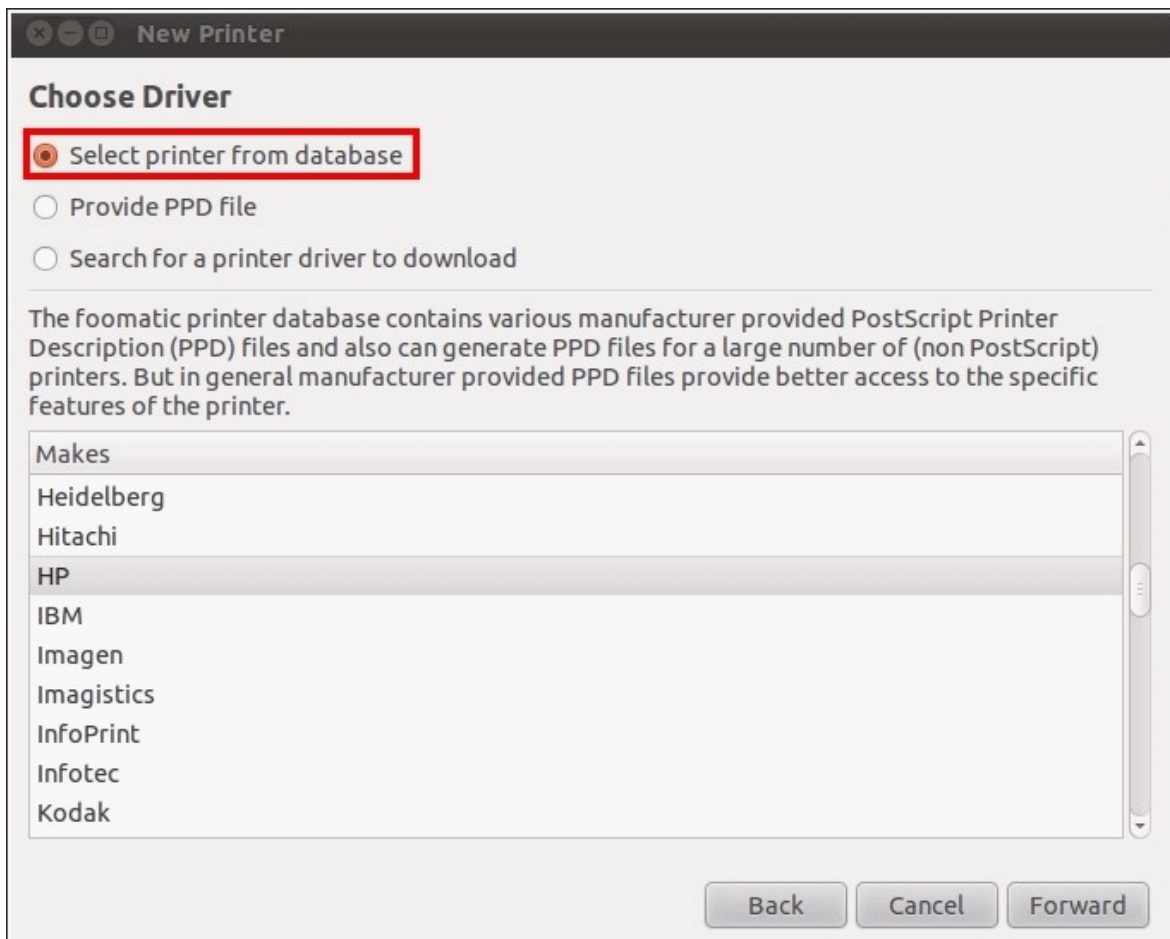 New Printer
Choose Driver
Select printer from database
Provide PPD file
Search for a printer driver to download
The foomatic printer database contains various manufacturer provided PostScript Printer
Description (PPD) files and also can generate PPD files for a large number of (non PostScript)
printers. But in general manufacturer provided PPD files provide better access to the specific
features of the printer.
Makes
Heidelberg
Hitachi
HP
IBM
Imagen
Imagistics
InfoPrint
Infotec
Kodak
Back Cancel Forward